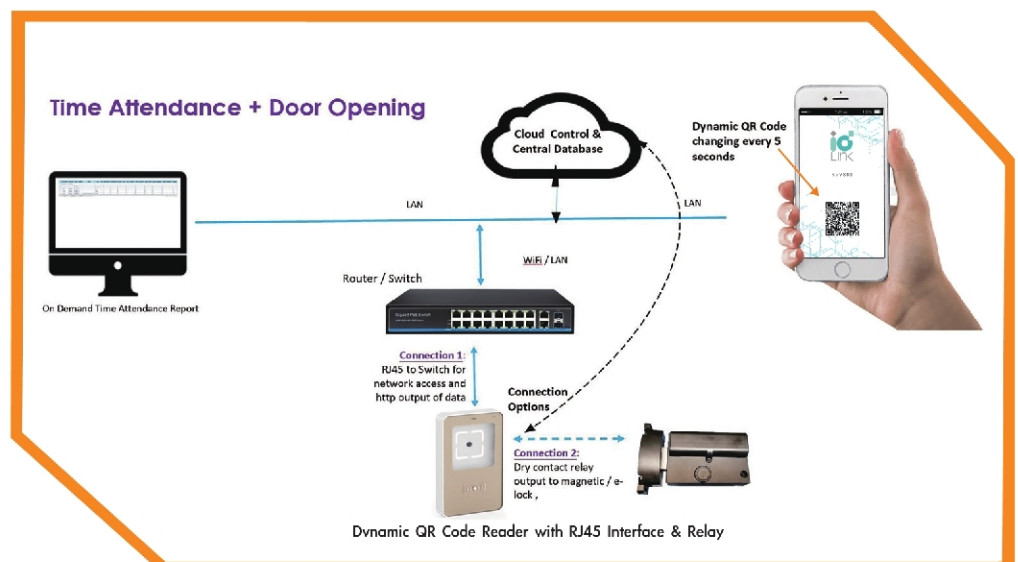 Time Attendance + Door Opening
Cloud Control &
Central Database
Dynamic QR Code
changing every 5
seconds
io
LINK
LAN
LAN
WiFi / LAN
Router / Switch
On Demand Time Attendance Report
Connection 1:
RJ45 to Switch for
network access and
http output of data
Connection
Options
Connection 2:
Dry contact relay
output to magnetic / e-
lock ,
Dynamic QR Code Reader with RJ45 Interface & Relay